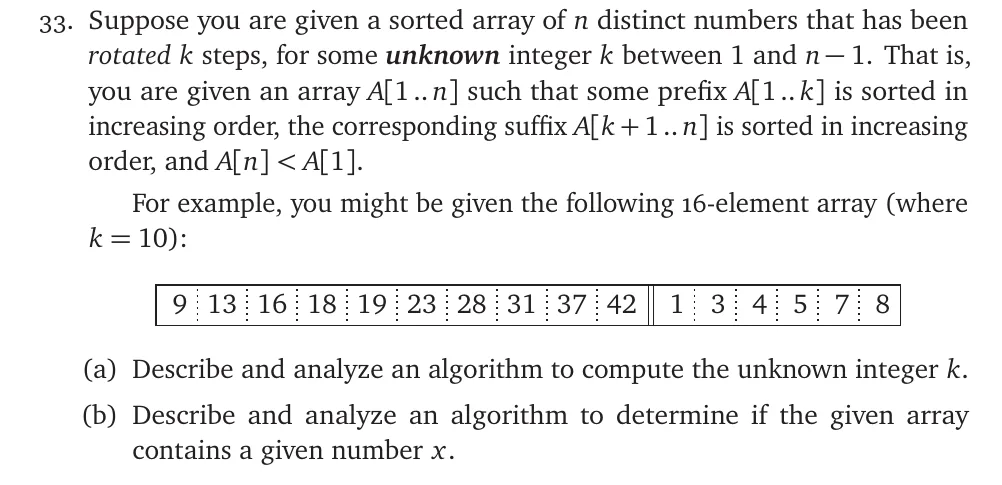 33. Suppose you are given a sorted array of n distinct numbers that has been
rotated k steps, for some unknown integer k between 1 and n − 1. That is,
you are given an array A[1 .. n] such that some prefix A[1 .. k] is sorted in
increasing order, the corresponding suffix A[k + 1 .. n] is sorted in increasing
order, and A[n] < A[1].
For example, you might be given the following 16-element array (where
k = 10):
9 13 16 18 19 23 28 31 37 42 1 3 4 5 7 8
(a) Describe and analyze an algorithm to compute the unknown integer k.
(b) Describe and analyze an algorithm to determine if the given array
contains a given number x.